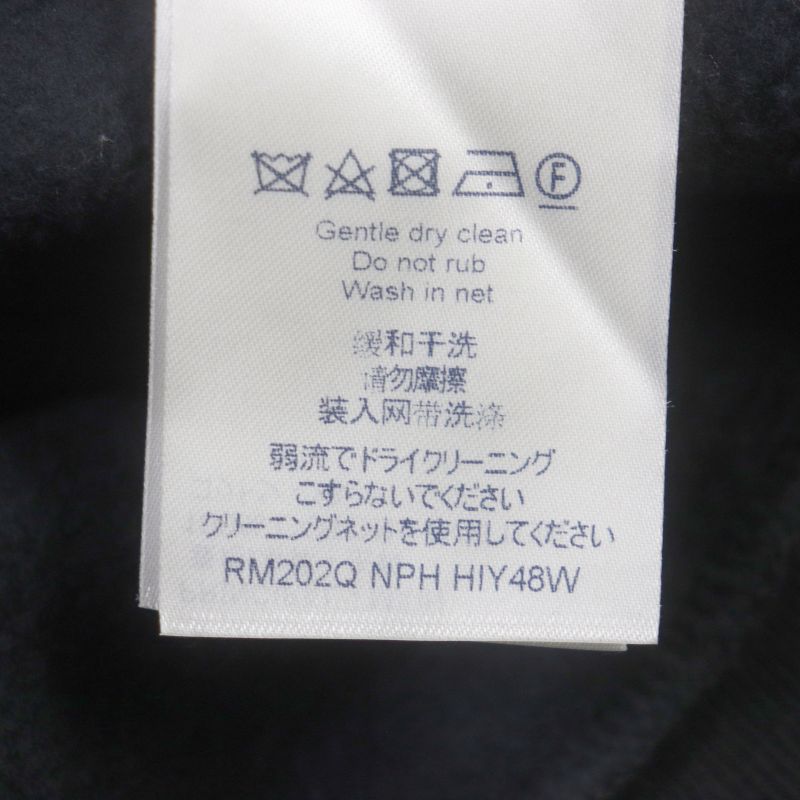 F
Gentle dry clean
Do not rub
Wash in net
缓和干洗
请勿摩擦
装入网带洗涤
弱流でドライクリーニング
こすらないでください
クリーニングネットを使用してください
RM202Q NPH HIY48W